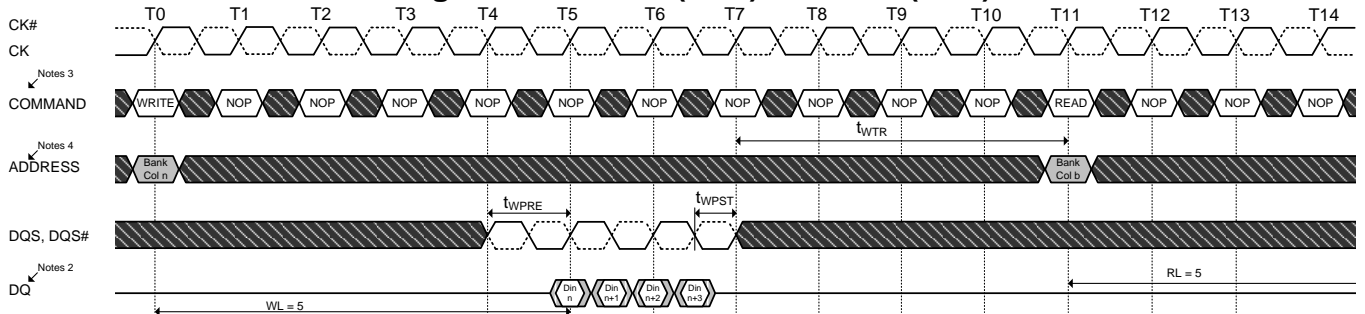 T0 T1 T2 T3 T4 T5 T6 T7 T8 T9 T10 T11 T12 T13 T14
CK#
CK
Notes 3
COMMAND
WRITE NOP NOP NOP NOP NOP NOP NOP NOP NOP NOP READ NOP NOP NOP
tWTR
Notes 4
ADDRESS
Bank Bank
Col n Col b
tWPRE tWPST
DQS, DQS#
Notes 2
DQ
Din Din Din Din
n n+1 n+2 n+3
RL = 5
WL = 5